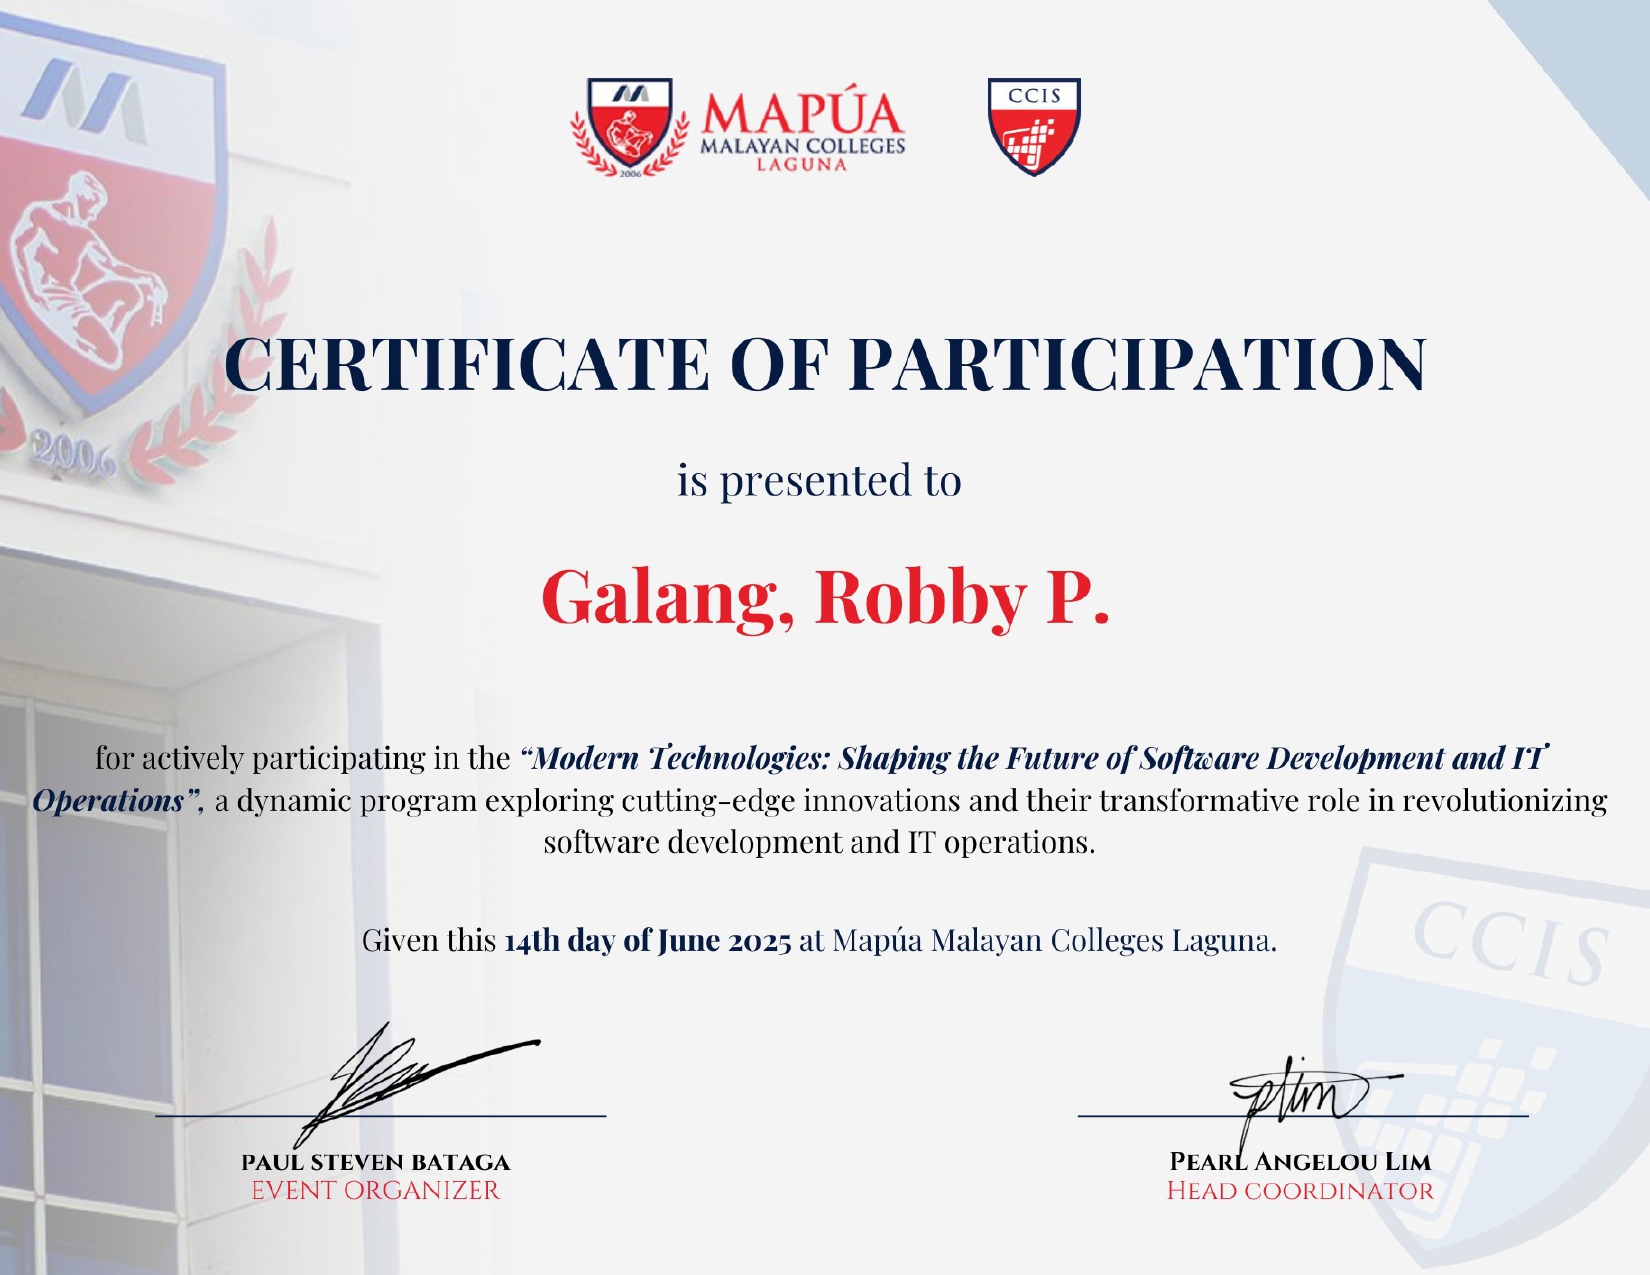 MAPÚA
MALAYAN COLLEGES
LAGUNA
2006
CCIS
2006
CERTIFICATE OF PARTICIPATION
is presented to
Galang, Robby P.
for actively participating in the “Modern Technologies: Shaping the Future of Software Development and IT
Operations”, a dynamic program exploring cutting-edge innovations and their transformative role in revolutionizing
software development and IT operations.
Given this 14th day of June 2025 at Mapúa Malayan Colleges Laguna.
CCIS
PAUL STEVEN BATAGA
EVENT ORGANIZER
PEARL ANGELOU LIM
HEAD COORDINATOR